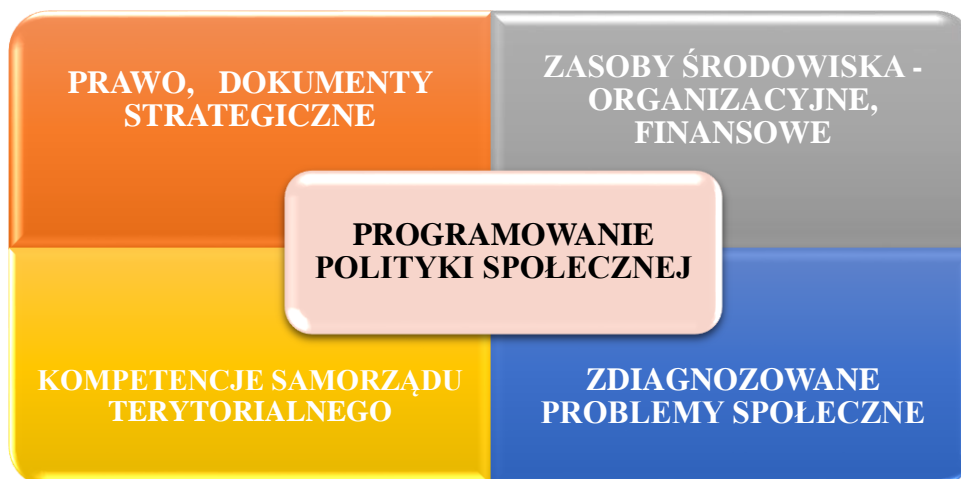 PRAWO, DOKUMENTY
STRATEGICZNE
ZASOBY ŚRODOWISKA -
ORGANIZACYJNE,
FINANSOWE
PROGRAMOWANIE
POLITYKI SPOŁECZNEJ
KOMPETENCJE SAMORZĄDU
TERYTORIALNEGO
ZDIAGNOZOWANE
PROBLEMY SPOŁECZNE